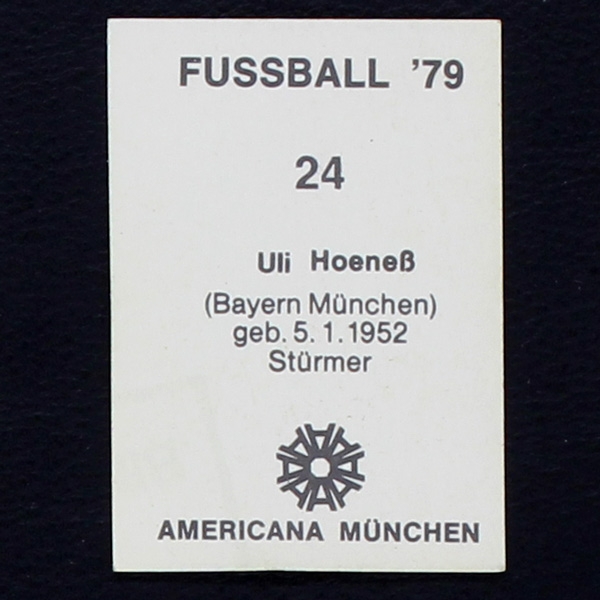 FUSSBALL '79
24
Uli Hoeneß
(Bayern München)
geb. 5. 1. 1952
Stürmer
AMERICANA MÜNCHEN